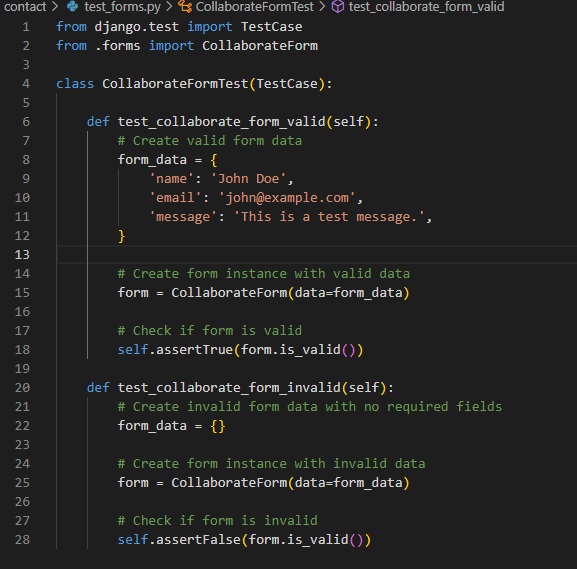 contact > test_forms.py > CollaborateFormTest > test_collaborate_form_valid
1 from django.test import TestCase
2 from .forms import CollaborateForm
3
4 class CollaborateFormTest(TestCase):
5
6     def test_collaborate_form_valid(self):
7         # Create valid form data
8         form_data = {
9             'name': 'John Doe',
10             'email': 'john@example.com',
11             'message': 'This is a test message.',
12         }
13
14         # Create form instance with valid data
15         form = CollaborateForm(data=form_data)
16
17         # Check if form is valid
18         self.assertTrue(form.is_valid())
19
20     def test_collaborate_form_invalid(self):
21         # Create invalid form data with no required fields
22         form_data = {}
23
24         # Create form instance with invalid data
25         form = CollaborateForm(data=form_data)
26
27         # Check if form is invalid
28         self.assertFalse(form.is_valid())